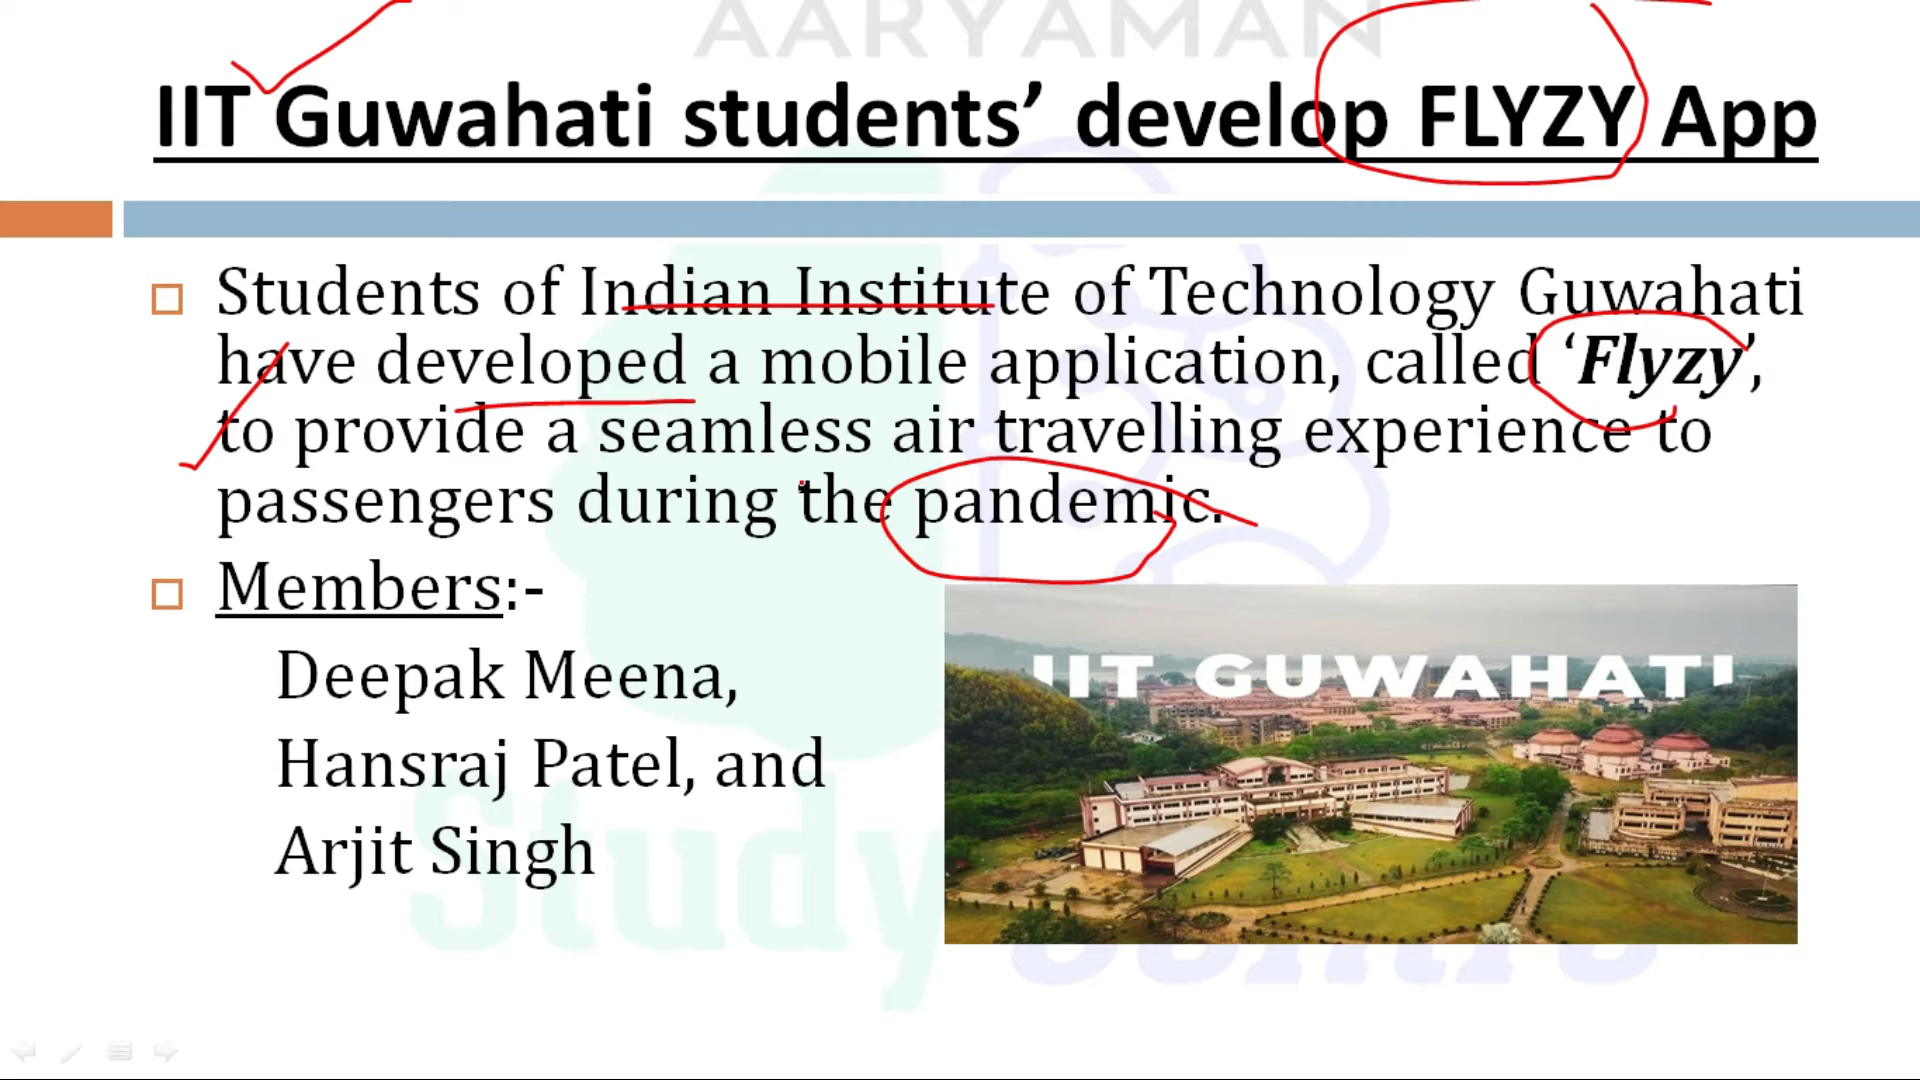 AARYAMAN
IIT Guwahati students’ develop FLYZY App
Students of Indian Institute of Technology Guwahati
have developed a mobile application, called ‘Flyzy’,
to provide a seamless air travelling experience to
passengers during the pandemic.
Members:-
Deepak Meena,
Hansraj Patel, and
Arjit Singh
IIT GUWAHATI
Study